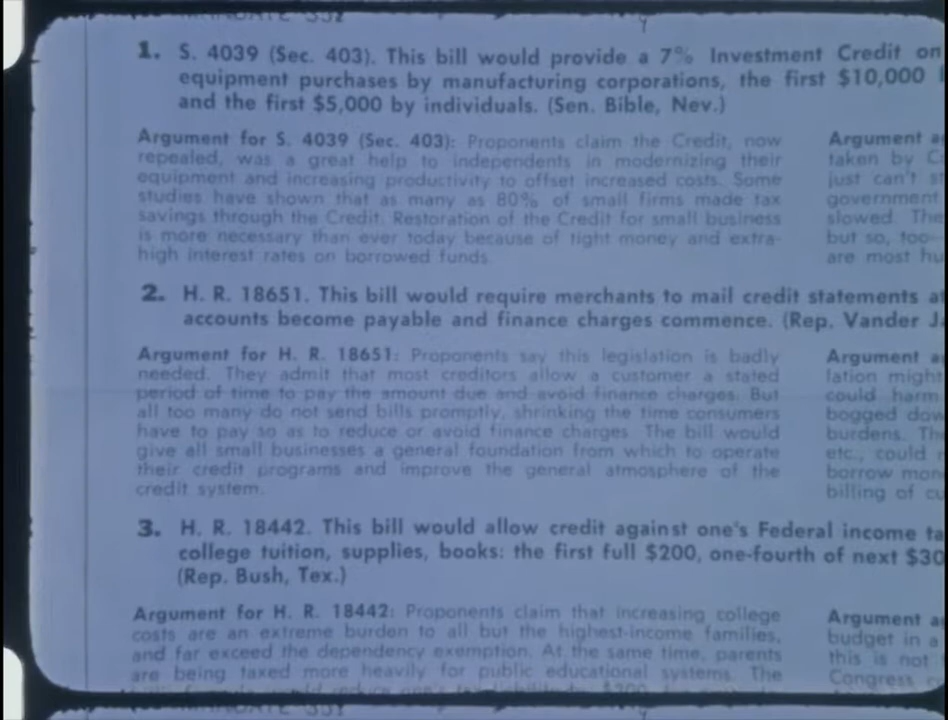 1. S. 4039 (Sec. 403). This bill would provide a 7% Investment Credit on
equipment purchases by manufacturing corporations, the first $10,000
and the first $5,000 by individuals. (Sen. Bible, Nev.)
Argument for S. 4039 (Sec. 403): Proponents claim the Credit, now
repealed, was a great help to independents in modernizing their
equipment and increasing productivity to offset increased costs. Some
studies have shown that as many as 80% of small firms made tax
savings through the Credit. Restoration of the Credit for small business
is more necessary than ever today because of tight money and extra-
high interest rates on borrowed funds.
Argument
taken by
just can't
government
slowed. The
but so, too
are most
2. H. R. 18651. This bill would require merchants to mail credit statements
accounts become payable and finance charges commence. (Rep. Vander
Argument for H. R. 18651: Proponents say this legislation is badly
needed. They admit that most creditors allow a customer a stated
period of time to pay the amount due and avoid finance charges. But
all too many do not send bills promptly, shrinking the time consumers
have to pay so as to reduce or avoid finance charges. The bill would
give all small businesses a general foundation from which to operate
their credit programs and improve the general atmosphere of the
credit system.
Argument
lation might
could harm
bogged
burdens.
etc., could
borrow
billing of
3. H. R. 18442. This bill would allow credit against one's Federal income
college tuition, supplies, books: the first full $200, one-fourth of next
(Rep. Bush, Tex.)
Argument for H. R. 18442: Proponents claim that increasing college
costs are an extreme burden to all but the highest-income families,
and far exceed the dependency exemption. At the same time, parents
are being taxed more heavily for public educational systems. The
Argument
budget in a
this is not
Congress